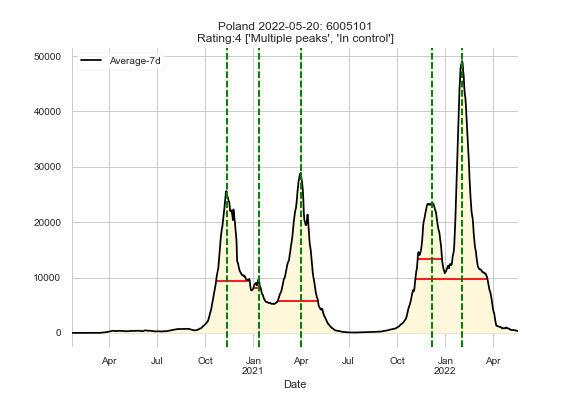 Poland 2022-05-20: 6005101
Rating:4 ['Multiple peaks', 'In control']
Average-7d
50000
40000
30000
20000
10000
0
Apr Jul Oct Jan Apr Jul Oct Jan Apr
2021 2022
Date